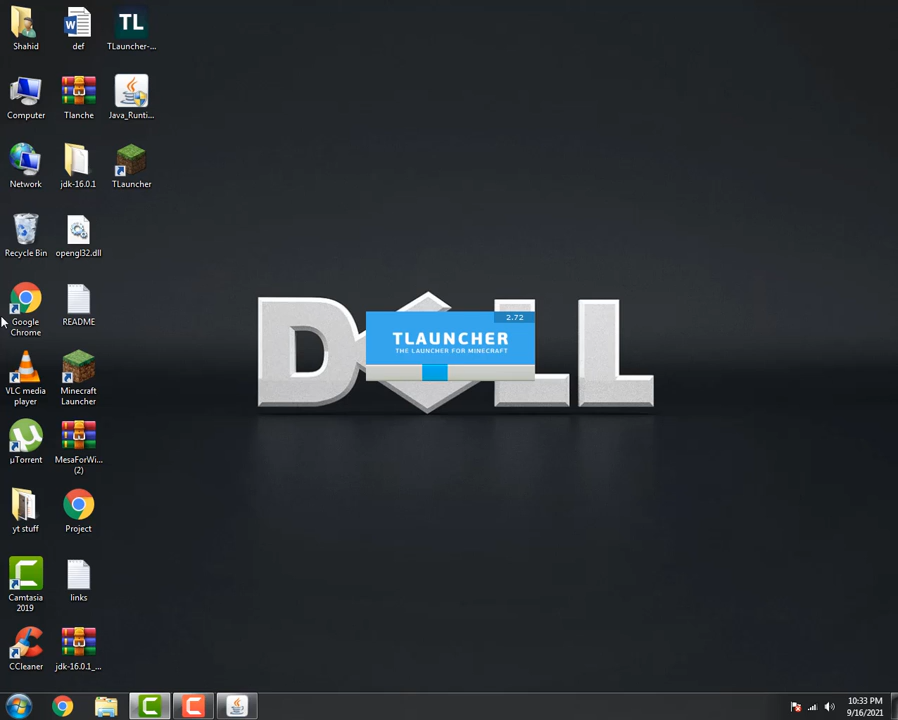 Shahid
def
TLauncher-...
Computer
Tlanche
Java_Runti...
Network
jdk-16.0.1
TLauncher
Recycle Bin
opengl32.dll
Google
Chrome
README
VLC media
player
Minecraft
Launcher
µTorrent
MesaForWi...
(2)
yt stuff
Project
Camtasia
2019
links
CCleaner
jdk-16.0.1_...
DELL
2.72
TLAUNCHER
THE LAUNCHER FOR MINECRAFT
10:33 PM
9/16/2021